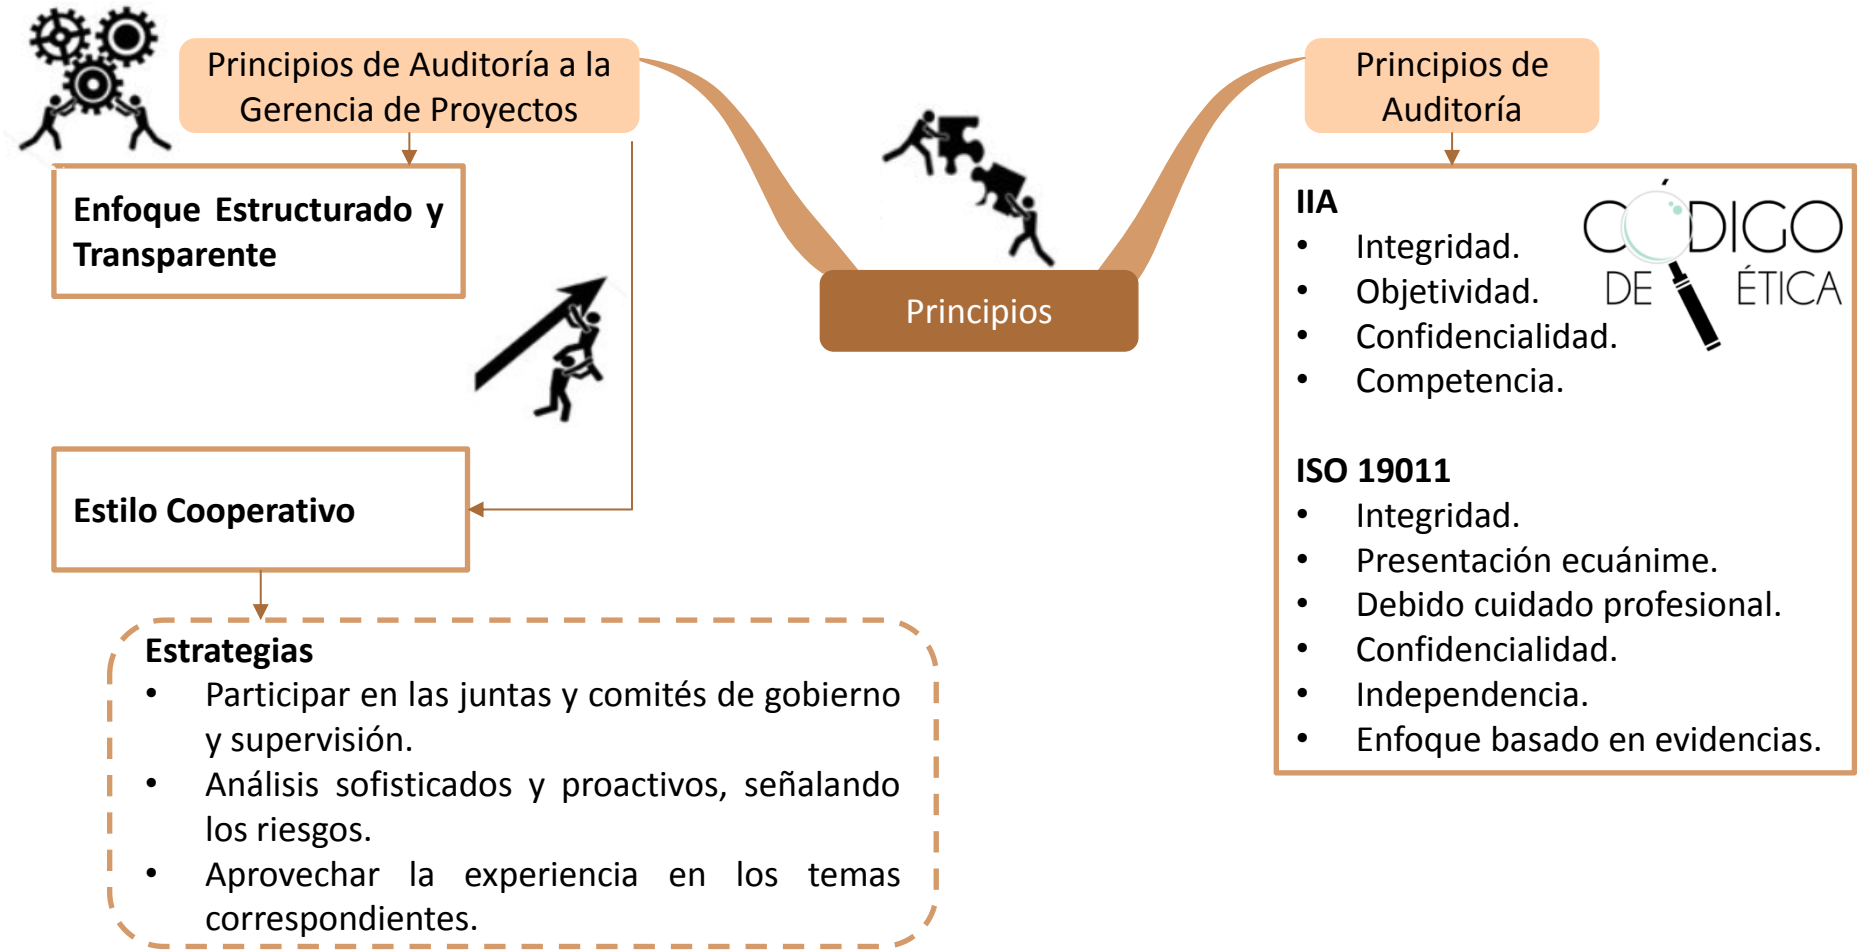 Principios de Auditoría a la
Gerencia de Proyectos
Enfoque Estructurado y
Transparente
Estilo Cooperativo
Estrategias
• Participar en las juntas y comités de gobierno
y supervisión.
• Análisis sofisticados y proactivos, señalando
los riesgos.
• Aprovechar la experiencia en los temas
correspondientes.
Principios
Principios de
Auditoría
IIA
• Integridad.
• Objetividad.
• Confidencialidad.
• Competencia.
CÓDIGO
DE ÉTICA
ISO 19011
• Integridad.
• Presentación ecuánime.
• Debido cuidado profesional.
• Confidencialidad.
• Independencia.
• Enfoque basado en evidencias.